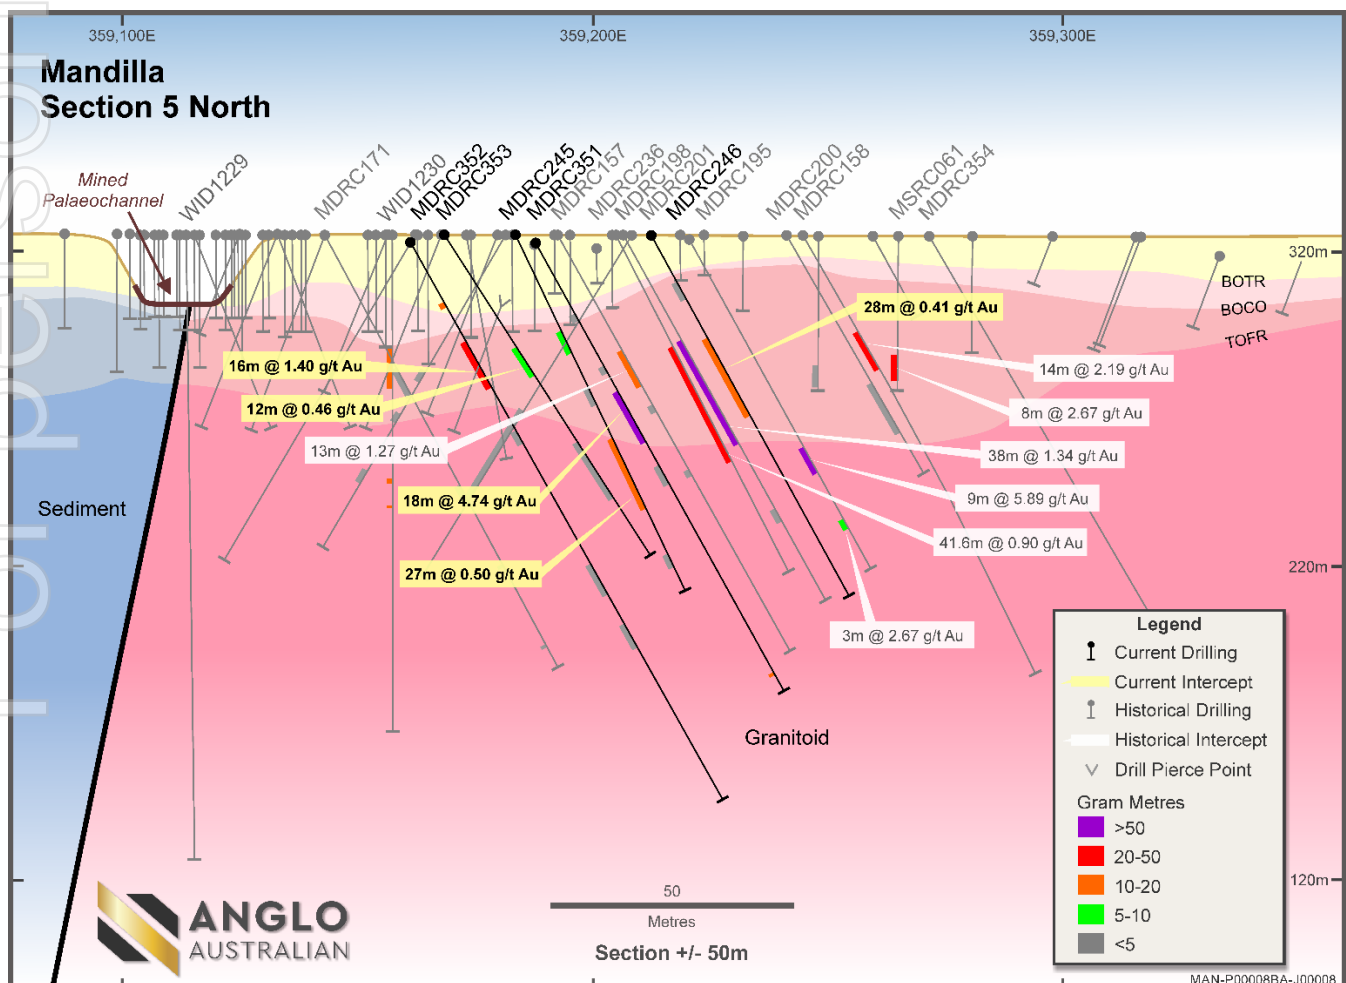 359,100E
359,200E
359,300E
Mandilla
Section 5 North
Mined
Palaeochannel
WID1229
MDRC171
WID1230
MDRC352
MDRC353
MDRC245
MDRC351
MDRC157
MDRC236
MDRC198
MDRC201
MDRC246
MDRC195
MDRC200
MDRC158
MSRC061
MDRC354
320m
BOTR
BOCO
TOFR
28m @ 0.41 g/t Au
16m @ 1.40 g/t Au
14m @ 2.19 g/t Au
12m @ 0.46 g/t Au
8m @ 2.67 g/t Au
13m @ 1.27 g/t Au
38m @ 1.34 g/t Au
18m @ 4.74 g/t Au
9m @ 5.89 g/t Au
Sediment
41.6m @ 0.90 g/t Au
27m @ 0.50 g/t Au
220m
3m @ 2.67 g/t Au
Granitoid
Legend
Current Drilling
Current Intercept
Historical Drilling
Historical Intercept
Drill Pierce Point
Gram Metres
>50
20-50
10-20
5-10
<5
120m
50
Metres
Section +/- 50m
ANGLO
AUSTRALIAN
MAN-P00008BA-J00008